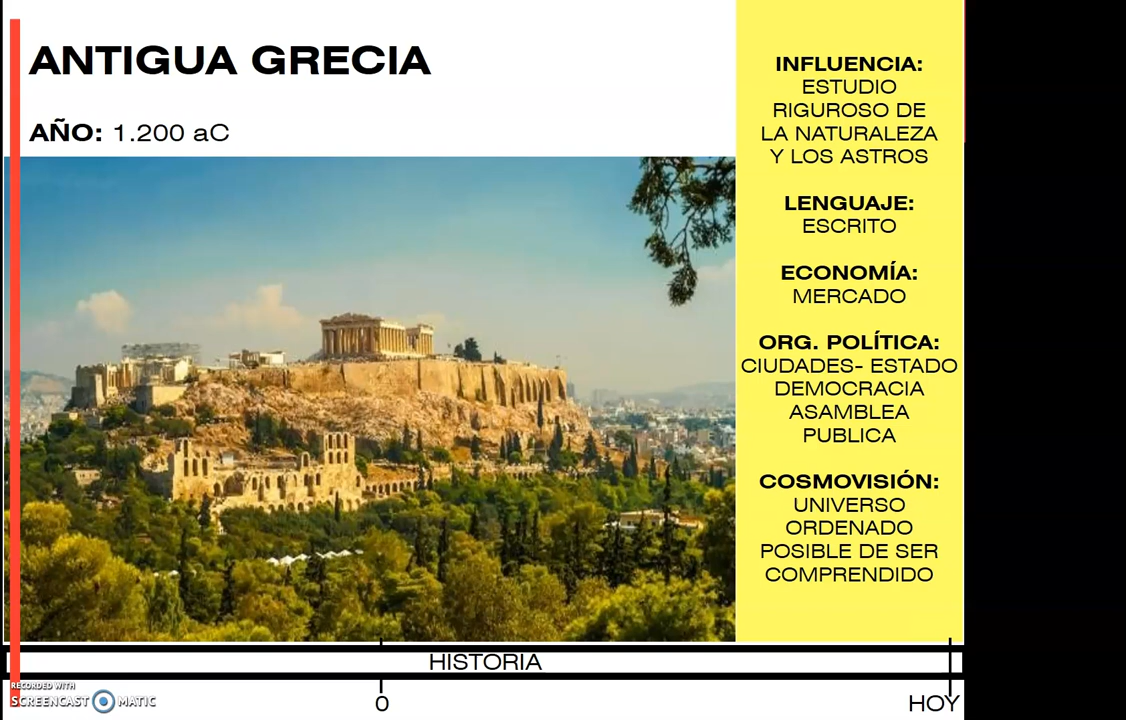 ANTIGUA GRECIA
AÑO: 1.200 aC
INFLUENCIA:
ESTUDIO
RIGUROSO DE
LA NATURALEZA
Y LOS ASTROS
LENGUAJE:
ESCRITO
ECONOMÍA:
MERCADO
ORG. POLÍTICA:
CIUDADES- ESTADO
DEMOCRACIA
ASAMBLEA
PUBLICA
COSMOVISIÓN:
UNIVERSO
ORDENADO
POSIBLE DE SER
COMPRENDIDO
HISTORIA
0
HOY
RECORDED WITH
SCREENCAST MATIC